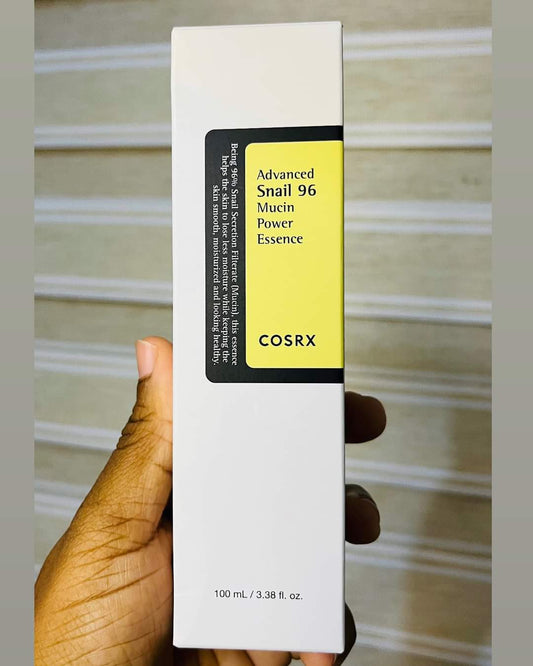 Advanced
Snail 96
Mucin
Power
Essence
COSRX
Being 96% Snail Secretion Filterate (Mucin), this essence
helps the skin to lose less moisture while keeping the
skin smooth, moisturized and looking healthy.
100 mL / 3.38 fl. oz.